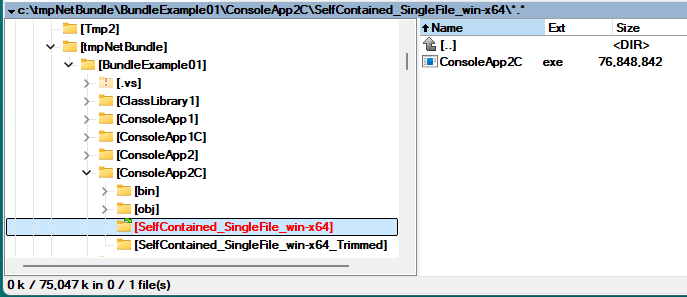 c:\tmpNetBundle\BundleExample01\ConsoleApp2C\SelfContained_SingleFile_win-x64\*.*
[Tmp2]
[tmpNetBundle]
[BundleExample01]
[.vs]
[ClassLibrary1]
[ConsoleApp1]
[ConsoleApp1C]
[ConsoleApp2]
[ConsoleApp2C]
[bin]
[obj]
[SelfContained_SingleFile_win-x64]
[SelfContained_SingleFile_win-x64_Trimmed]
Name Ext Size
[..] <DIR>
ConsoleApp2C exe 76,848,842
0 k / 75,047 k in 0 / 1 file(s)